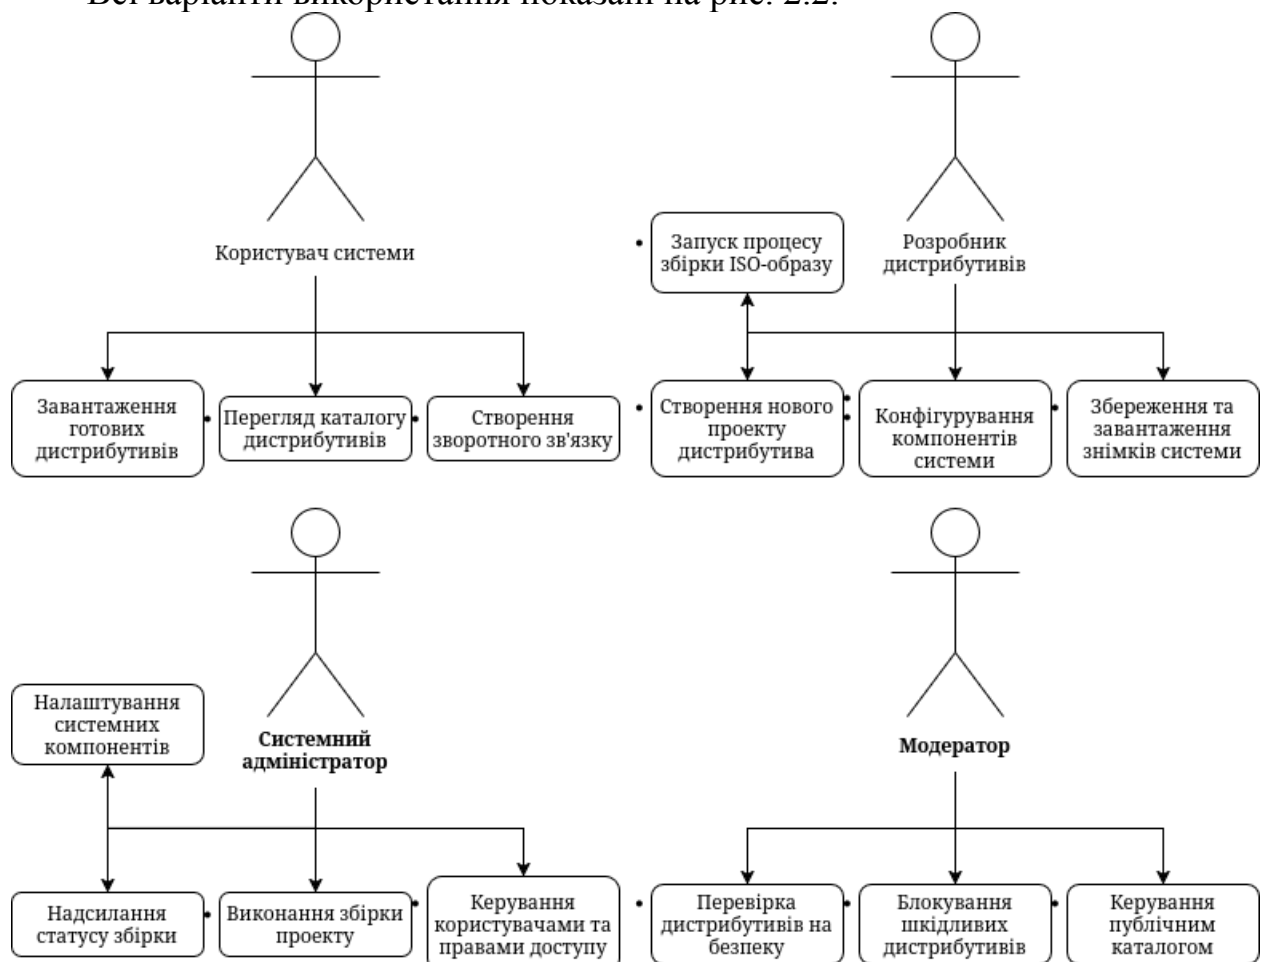 Всі варіанти використання показані на рис. 2.2.
Користувач системи
Завантаження
готових
дистрибутивів
• Перегляд каталогу
дистрибутивів
• Створення
зворотного зв'язку
Розробник
дистрибутивів
• Запуск процесу
збірки ISO-образу
• Створення нового
проекту
дистрибутива
•
• Конфігурування
компонентів
системи
• Збереження та
завантаження
знімків системи
Системний
адміністратор
Налаштування
системних
компонентів
Надсилання
статусу збірки
• Виконання збірки
проекту
• Керування
користувачами та
правами доступу
Модератор
• Перевірка
дистрибутивів на
безпеку
• Блокування
шкідливих
дистрибутивів
• Керування
публічним
каталогом